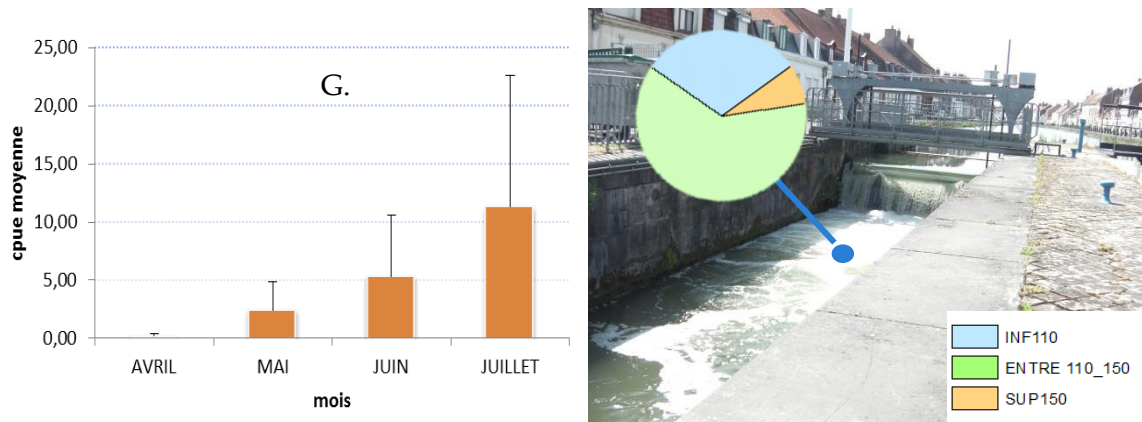 25,00
20,00
15,00
10,00
5,00
0,00
cpue moyenne
G.
AVRIL MAI JUIN JUILLET
mois
INF110
ENTRE 110_150
SUP150